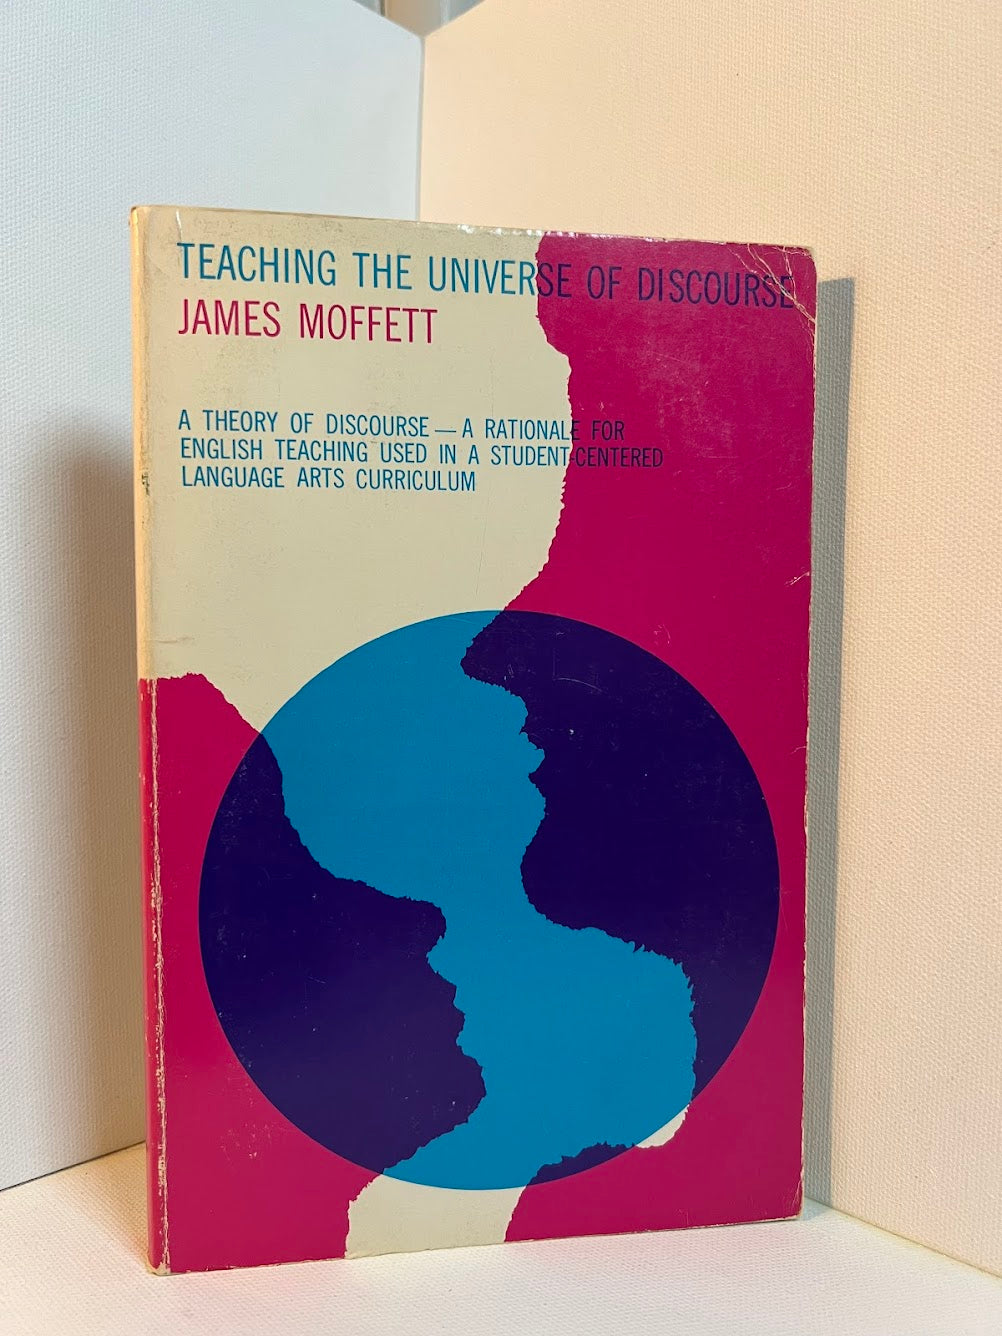 TEACHING THE UNIVERSE OF DISCOURSE
JAMES MOFFETT
A THEORY OF DISCOURSE — A RATIONALE FOR
ENGLISH TEACHING USED IN A STUDENT-CENTERED
LANGUAGE ARTS CURRICULUM